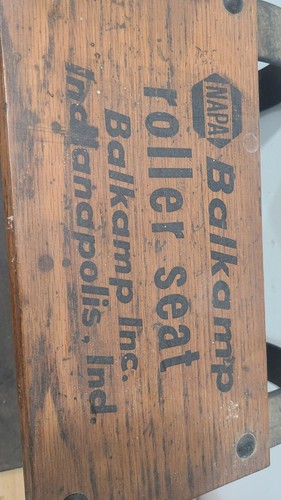 NAPA Balkamp
roller seat
Balkamp Inc.
Indianapolis, Ind.